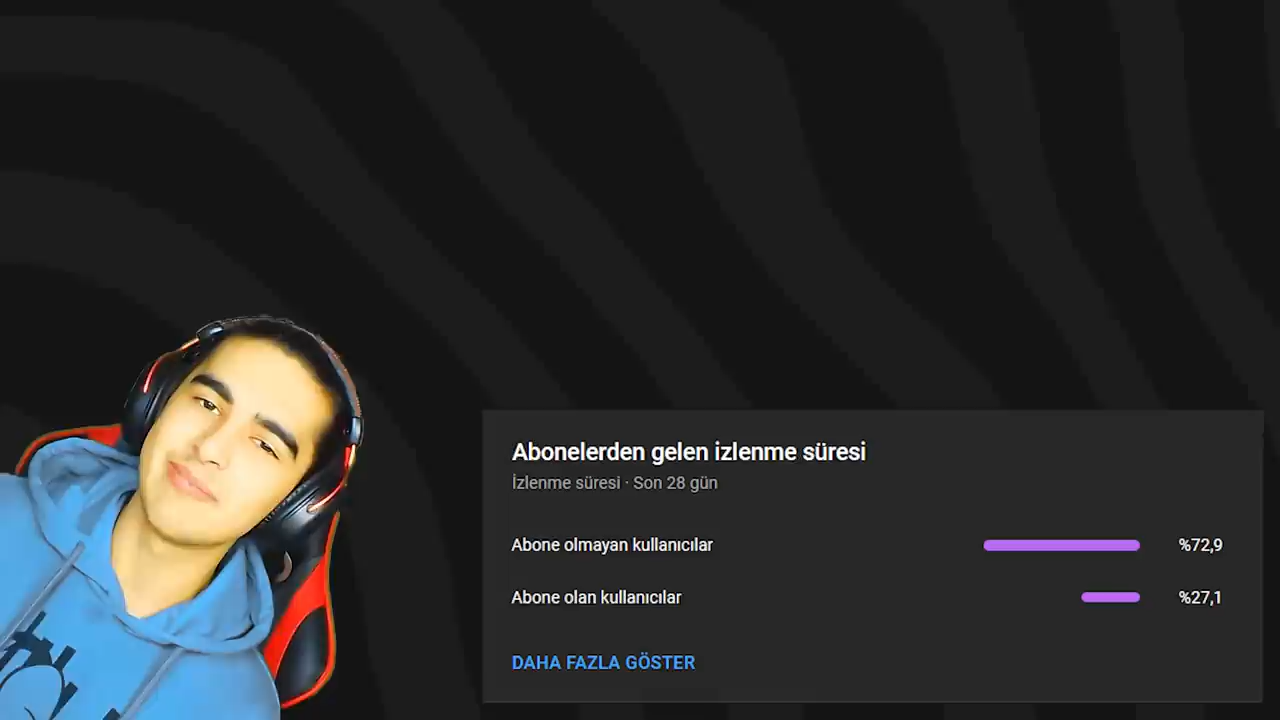 Abonelerden gelen izlenme süresi
İzlenme süresi · Son 28 gün
Abone olmayan kullanıcılar %72,9
Abone olan kullanıcılar %27,1
DAHA FAZLA GÖSTER